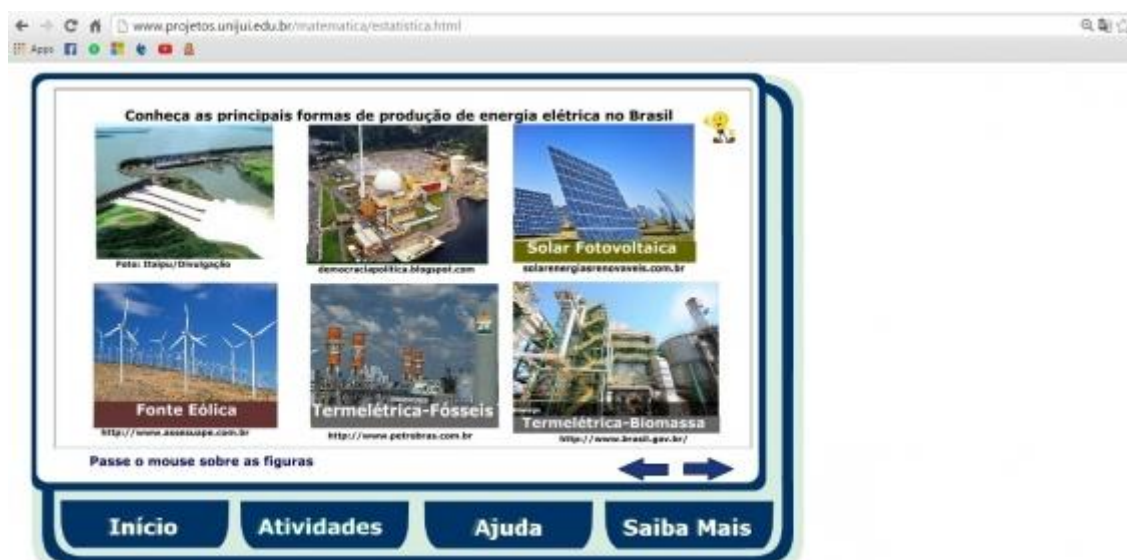 www.projetos.unijui.edu.br/matematica/estatistica.html
Apps
Conheça as principais formas de produção de energia elétrica no Brasil
Solar Fotovoltaica
Foto: Itaipu/Divulgação
democraciapolitica.blogspot.com
solarenergiasrenovaveis.com.br
Fonte Eólica
Termelétrica-Fósseis
Termelétrica-Biomassa
http://www.petrobras.com.br
http://www.brasil.gov.br/
Passe o mouse sobre as figuras
Início
Atividades
Ajuda
Saiba Mais